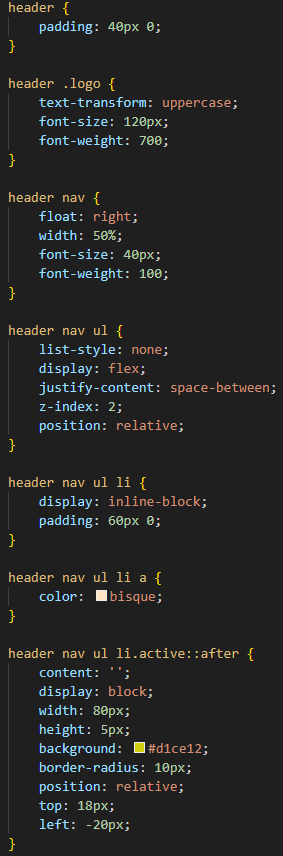 header {
    padding: 40px 0;
}

header .logo {
    text-transform: uppercase;
    font-size: 120px;
    font-weight: 700;
}

header nav {
    float: right;
    width: 50%;
    font-size: 40px;
    font-weight: 100;
}

header nav ul {
    list-style: none;
    display: flex;
    justify-content: space-between;
    z-index: 2;
    position: relative;
}

header nav ul li {
    display: inline-block;
    padding: 60px 0;
}

header nav ul li a {
    color: bisque;
}

header nav ul li.active::after {
    content: '';
    display: block;
    width: 80px;
    height: 5px;
    background: #d1ce12;
    border-radius: 10px;
    position: relative;
    top: 18px;
    left: -20px;
}